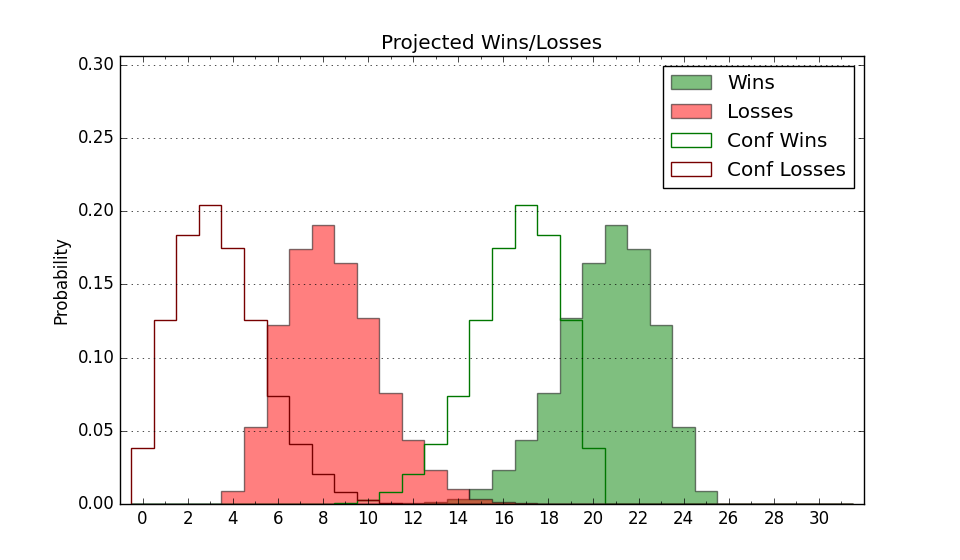 Projected Wins/Losses
0.30
0.25
0.20
0.15
0.10
0.05
0.00
Probability
Wins
Losses
Conf Wins
Conf Losses
0 2 4 6 8 10 12 14 16 18 20 22 24 26 28 30